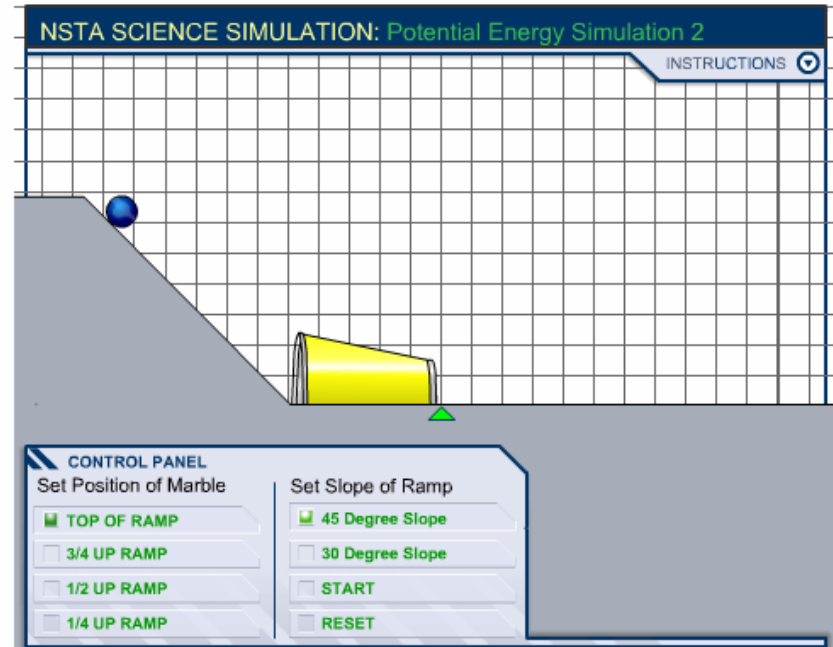 NSTA SCIENCE SIMULATION: Potential Energy Simulation 2
INSTRUCTIONS
CONTROL PANEL
Set Position of Marble
TOP OF RAMP
3/4 UP RAMP
1/2 UP RAMP
1/4 UP RAMP
Set Slope of Ramp
45 Degree Slope
30 Degree Slope
START
RESET